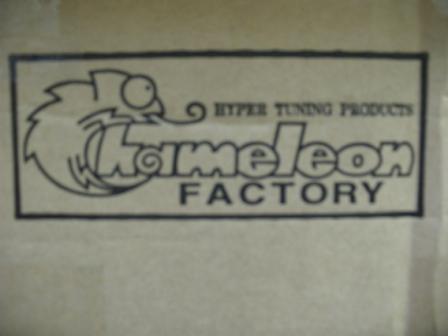 HYPER TUNING PRODUCTS
Chameleon
FACTORY